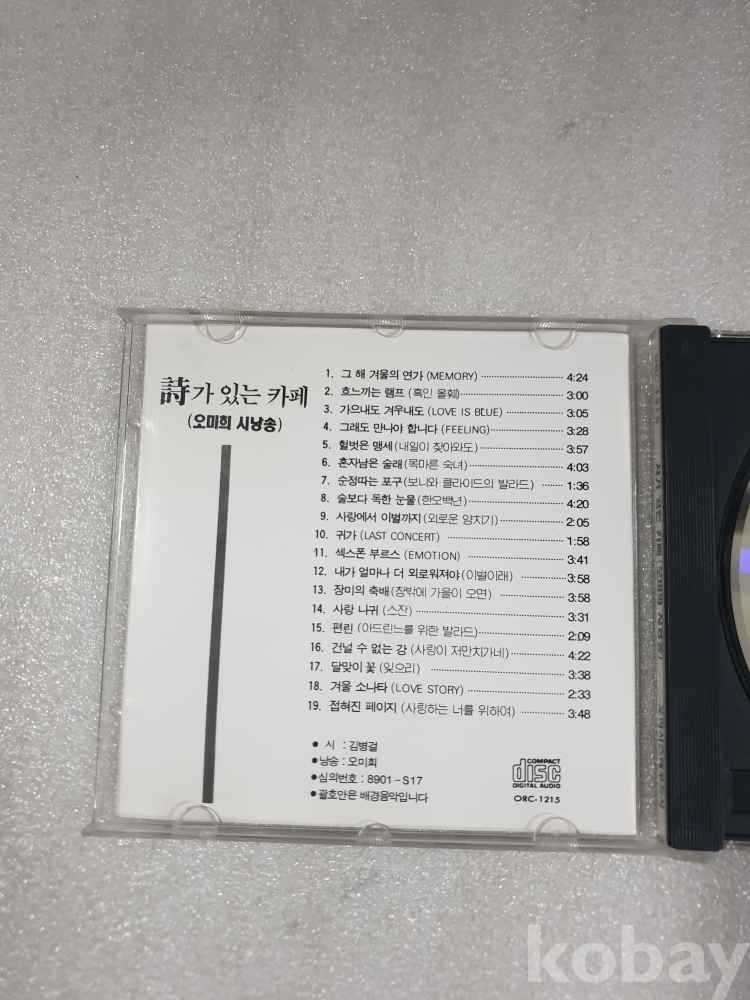 詩가 있는 카페
(오미희 시낭송)
1. 그 해 겨울의 연가 (MEMORY) 4:24
2. 흐느끼는 램프 (흑인 올훼) 3:00
3. 가으내도 겨우내도 (LOVE IS BLUE) 3:05
4. 그래도 만나야 합니다 (FEELING) 3:28
5. 헐벗은 맹세 (내일이 찾아와도) 3:57
6. 혼자남은 술래 (목마른 숙녀) 4:03
7. 순정따는 포구 (보니와 클라이드의 발라드) 1:36
8. 술보다 독한 눈물 (한오백년) 4:20
9. 사랑에서 이별까지 (외로운 양치기) 2:05
10. 귀가 (LAST CONCERT) 1:58
11. 섹스폰 부르스 (EMOTION) 3:41
12. 내가 얼마나 더 외로워져야 (이별이래) 3:58
13. 장미의 축배 (창밖에 가을이 오면) 3:58
14. 사랑 나귀 (스잔) 3:31
15. 편린 (아드린느를 위한 발라드) 2:09
16. 건널 수 없는 강 (사랑이 저만치가네) 4:22
17. 달맞이 꽃 (잊으리) 3:38
18. 겨울 소나타 (LOVE STORY) 2:33
19. 접혀진 페이지 (사랑하는 너를 위하여) 3:48
● 시 : 김병걸
● 낭송 : 오미희
● 심의번호 : 8901-S17
● 괄호안은 배경음악입니다
COMPACT
disc
DIGITAL AUDIO
ORC-1215
kobay